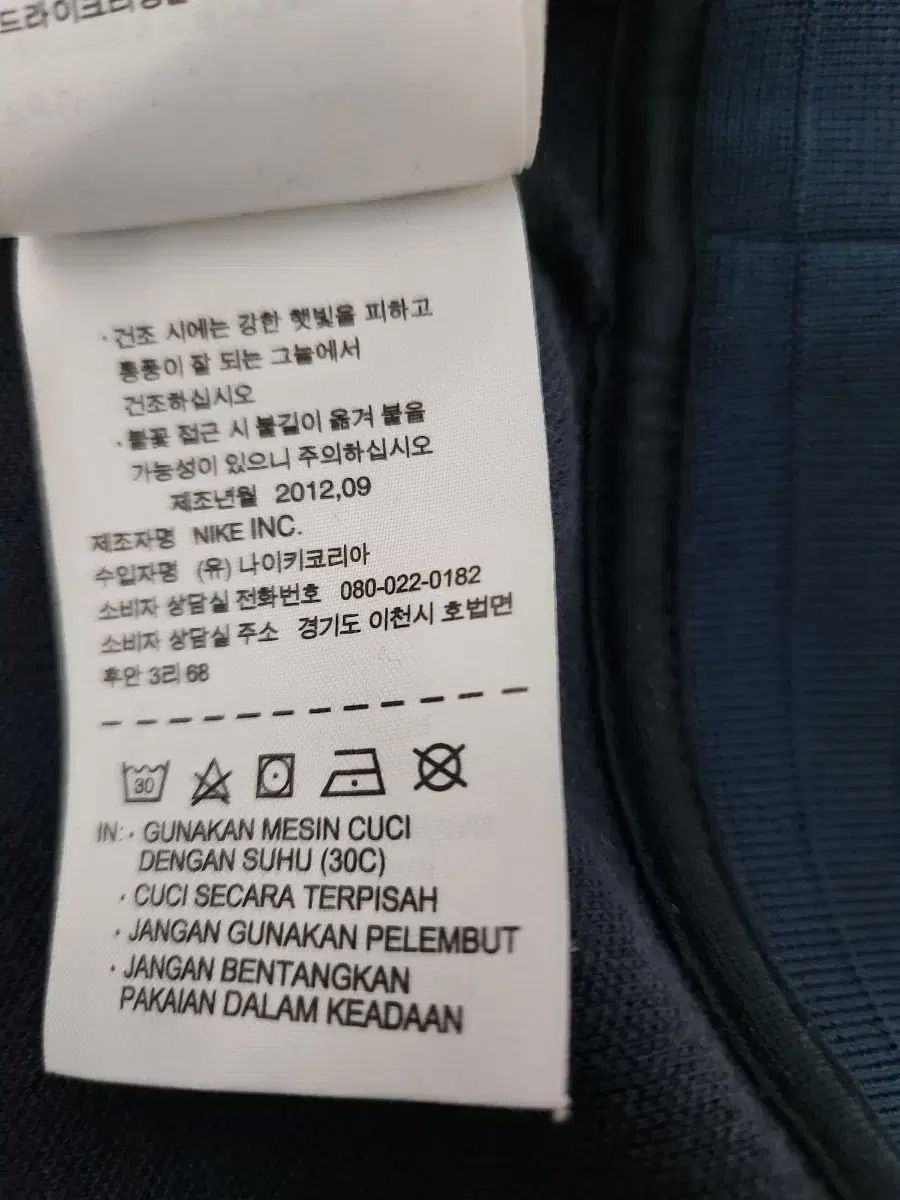 드라이크리닝
· 건조 시에는 강한 햇빛을 피하고
통풍이 잘 되는 그늘에서
건조하십시오
· 불꽃 접근 시 불길이 옮겨 붙을
가능성이 있으니 주의하십시오
제조년월 2012,09
제조자명 NIKE INC.
수입자명 (유) 나이키코리아
소비자 상담실 전화번호 080-022-0182
소비자 상담실 주소 경기도 이천시 호법면
후안 3리 68
30
IN: · GUNAKAN MESIN CUCI
DENGAN SUHU (30C)
· CUCI SECARA TERPISAH
· JANGAN GUNAKAN PELEMBUT
· JANGAN BENTANGKAN
PAKAIAN DALAM KEADAAN